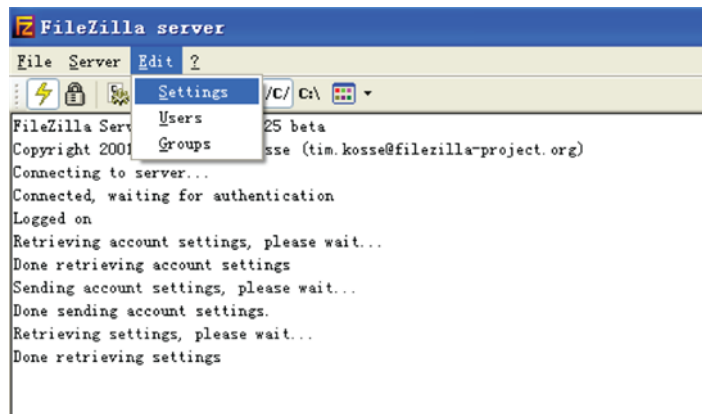 FileZilla server
File Server Edit ?
Settings /C/ C:\
Users
Groups
FileZilla Serv 25 beta
Copyright 2001 sse (tim.kosse@filezilla-project.org)
Connecting to server...
Connected, waiting for authentication
Logged on
Retrieving account settings, please wait...
Done retrieving account settings
Sending account settings, please wait...
Done sending account settings.
Retrieving settings, please wait...
Done retrieving settings